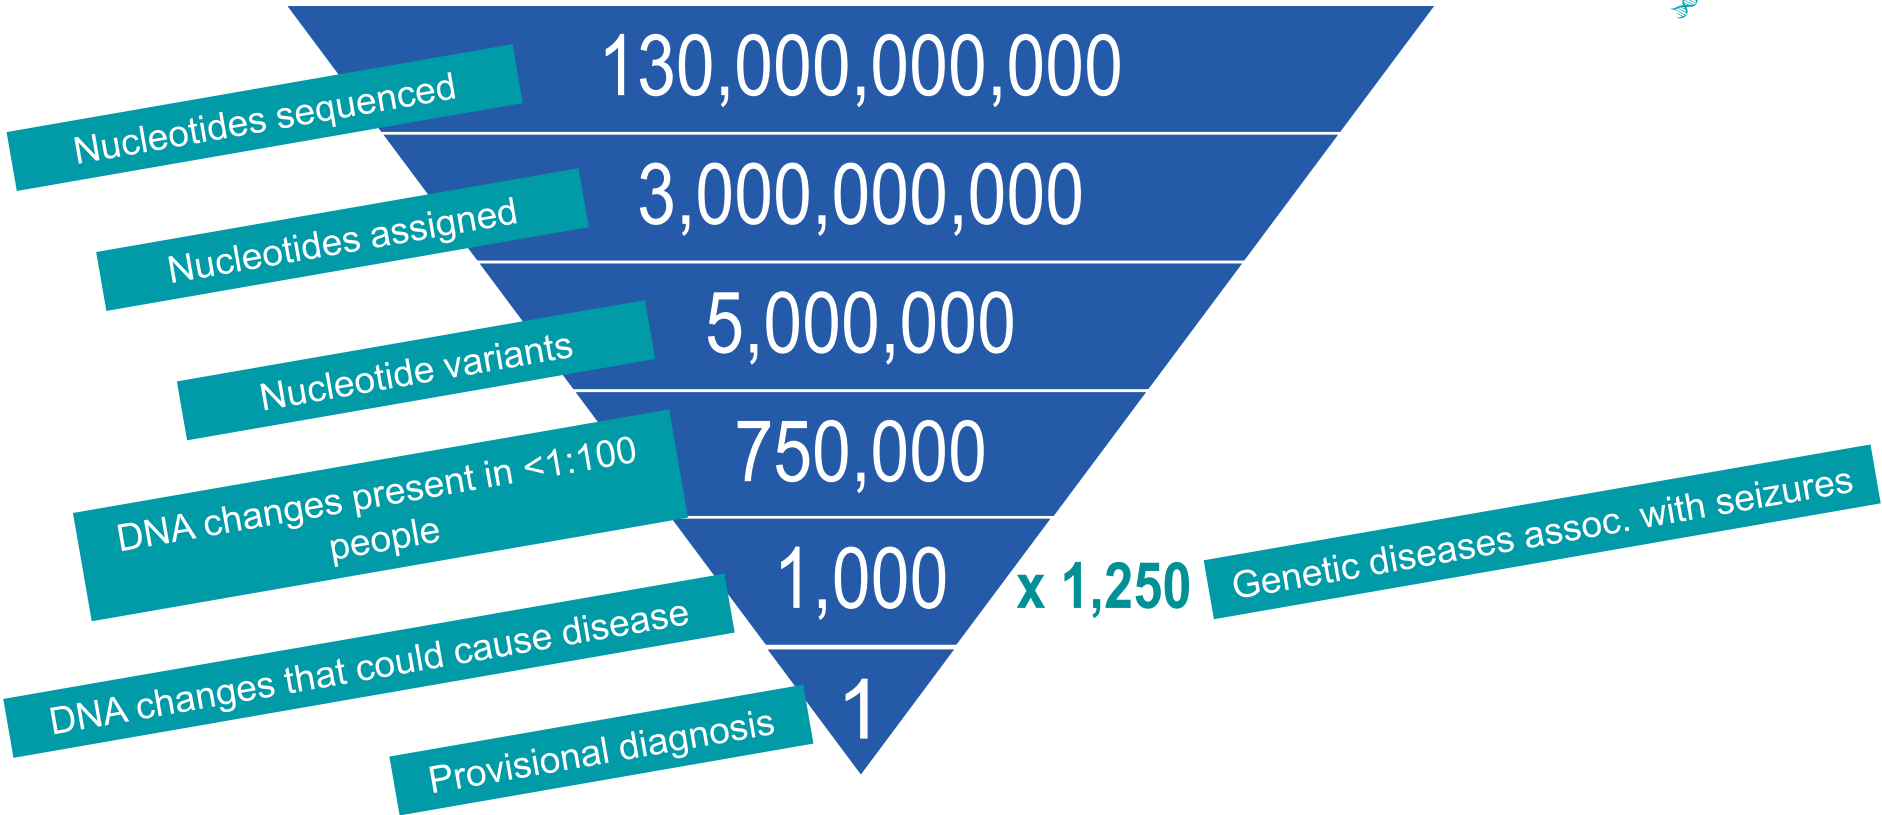 Nucleotides sequenced
130,000,000,000
Nucleotides assigned
3,000,000,000
Nucleotide variants
5,000,000
DNA changes present in <1:100
people
750,000
DNA changes that could cause disease
1,000
x 1,250
Genetic diseases assoc. with seizures
Provisional diagnosis
1